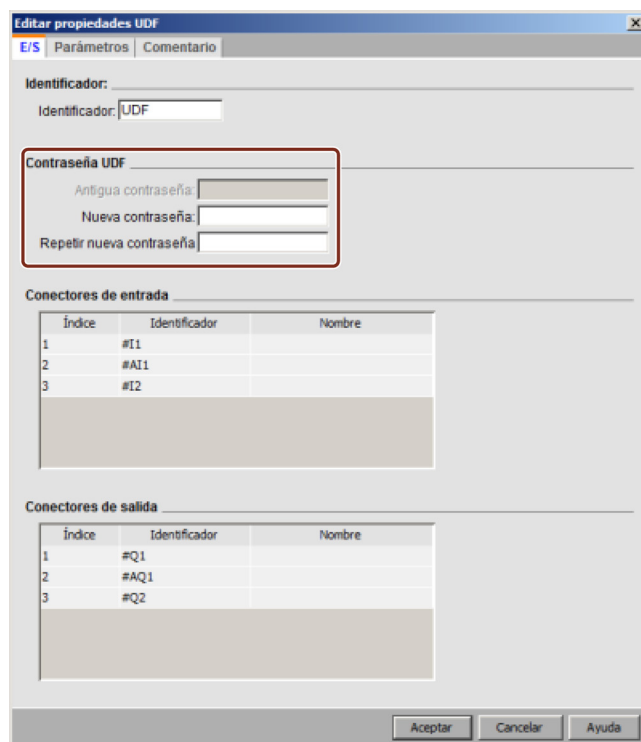 Editar propiedades UDF
E/S Parámetros Comentario
Identificador:
Identificador: UDF
Contraseña UDF
Antigua contraseña:
Nueva contraseña:
Repetir nueva contraseña
Conectores de entrada
Índice Identificador Nombre
1 #I1
2 #AI1
3 #I2
Conectores de salida
Índice Identificador Nombre
1 #Q1
2 #AQ1
3 #Q2
Aceptar Cancelar Ayuda